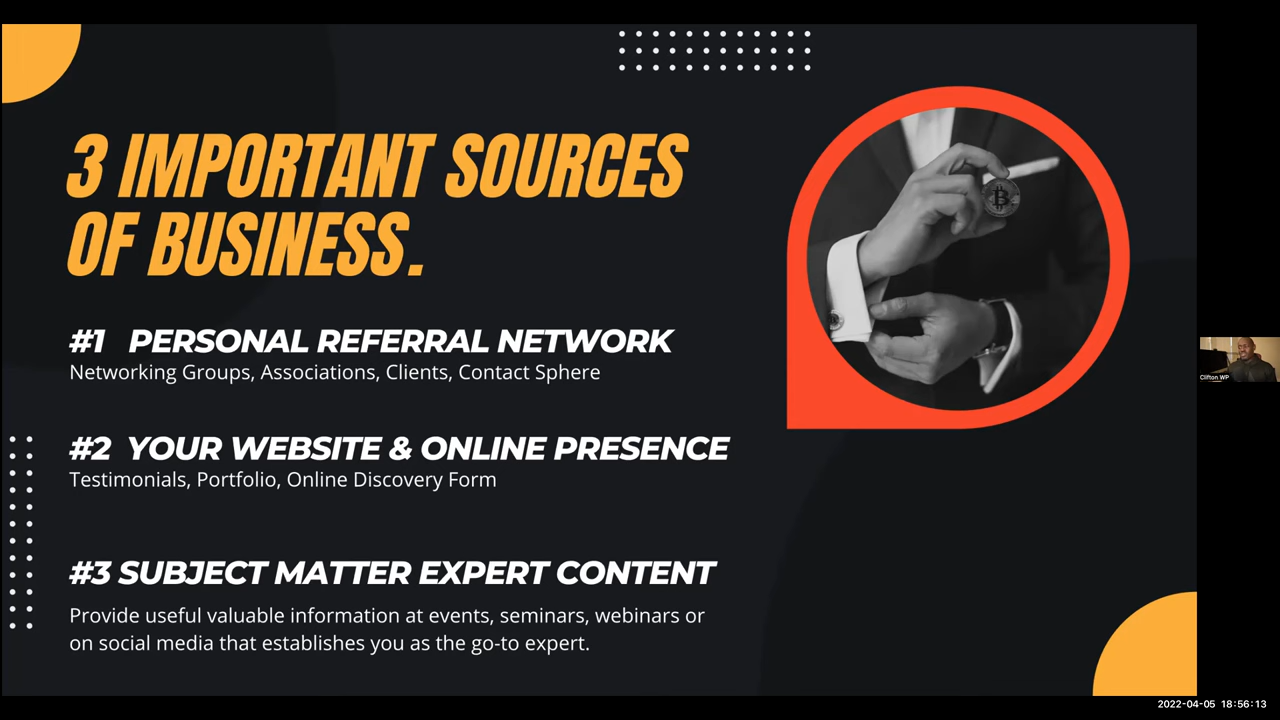 3 IMPORTANT SOURCES
OF BUSINESS.
#1 PERSONAL REFERRAL NETWORK
Networking Groups, Associations, Clients, Contact Sphere
#2 YOUR WEBSITE & ONLINE PRESENCE
Testimonials, Portfolio, Online Discovery Form
#3 SUBJECT MATTER EXPERT CONTENT
Provide useful valuable information at events, seminars, webinars or
on social media that establishes you as the go-to expert.
Clifton WP
2022-04-05 18:56:13